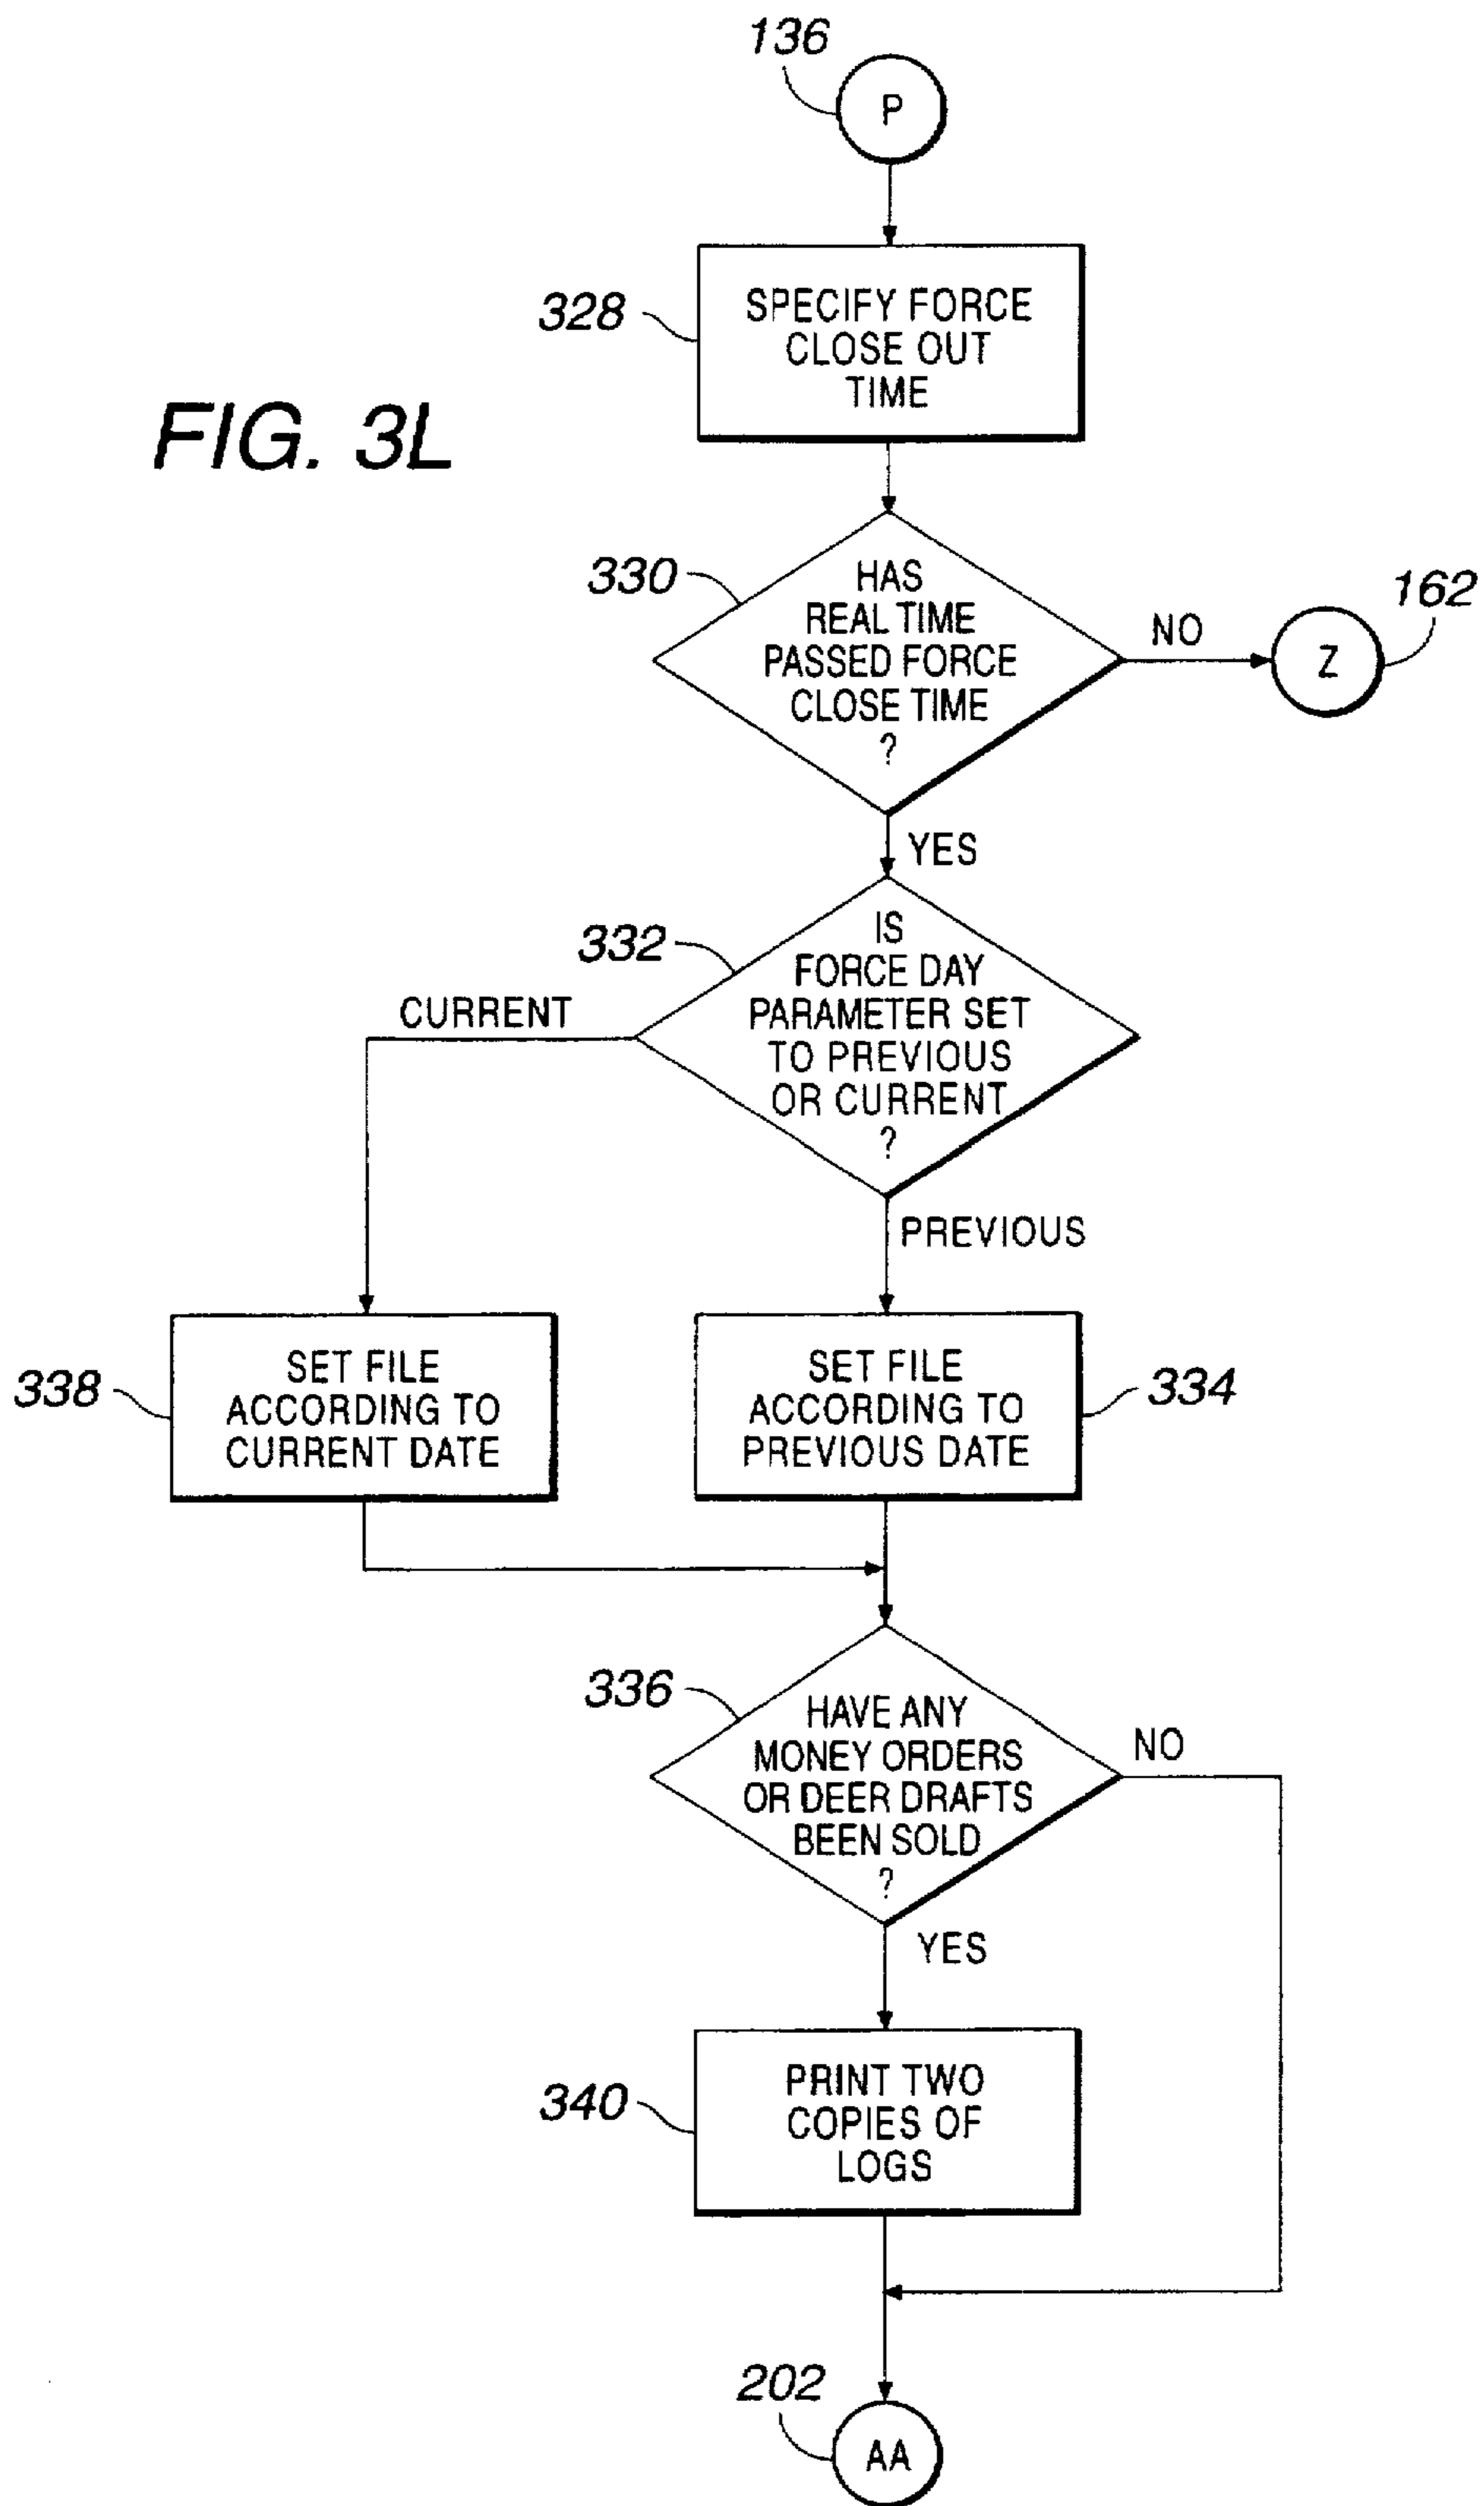 136
P
328
SPECIFY FORCE
CLOSE OUT
TIME
FIG. 3L
330
HAS
REAL TIME
PASSED FORCE
CLOSE TIME
?
NO
162
Z
YES
332
IS
FORCE DAY
PARAMETER SET
TO PREVIOUS
OR CURRENT
?
CURRENT
PREVIOUS
338
SET FILE
ACCORDING TO
CURRENT DATE
SET FILE
ACCORDING TO
PREVIOUS DATE
334
336
HAVE ANY
MONEY ORDERS
OR DEER DRAFTS
BEEN SOLD
?
NO
YES
340
PRINT TWO
COPIES OF
LOGS
202
AA